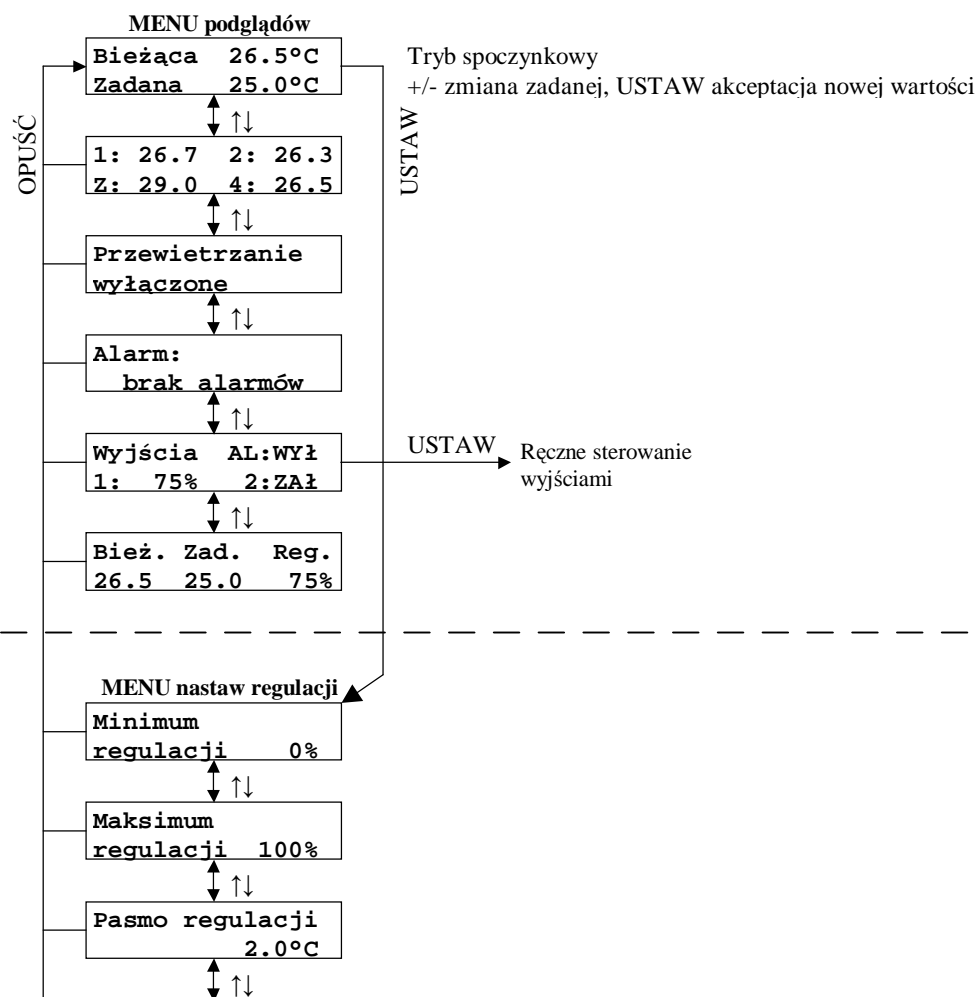 MENU podglądów
Bieżąca 26.5°C
Zadana 25.0°C
Tryb spoczynkowy
+/- zmiana zadanej, USTAW akceptacja nowej wartości
OPUŚĆ
USTAW
↑↓
1: 26.7 2: 26.3
Z: 29.0 4: 26.5
↑↓
Przewietrzanie
wyłączone
↑↓
Alarm:
brak alarmów
↑↓
Wyjścia AL:WYł
1: 75% 2:ZAł
USTAW
Ręczne sterowanie
wyjściami
↑↓
Bież. Zad. Reg.
26.5 25.0 75%
MENU nastaw regulacji
Minimum
regulacji 0%
↑↓
Maksimum
regulacji 100%
↑↓
Pasmo regulacji
2.0°C
↑↓